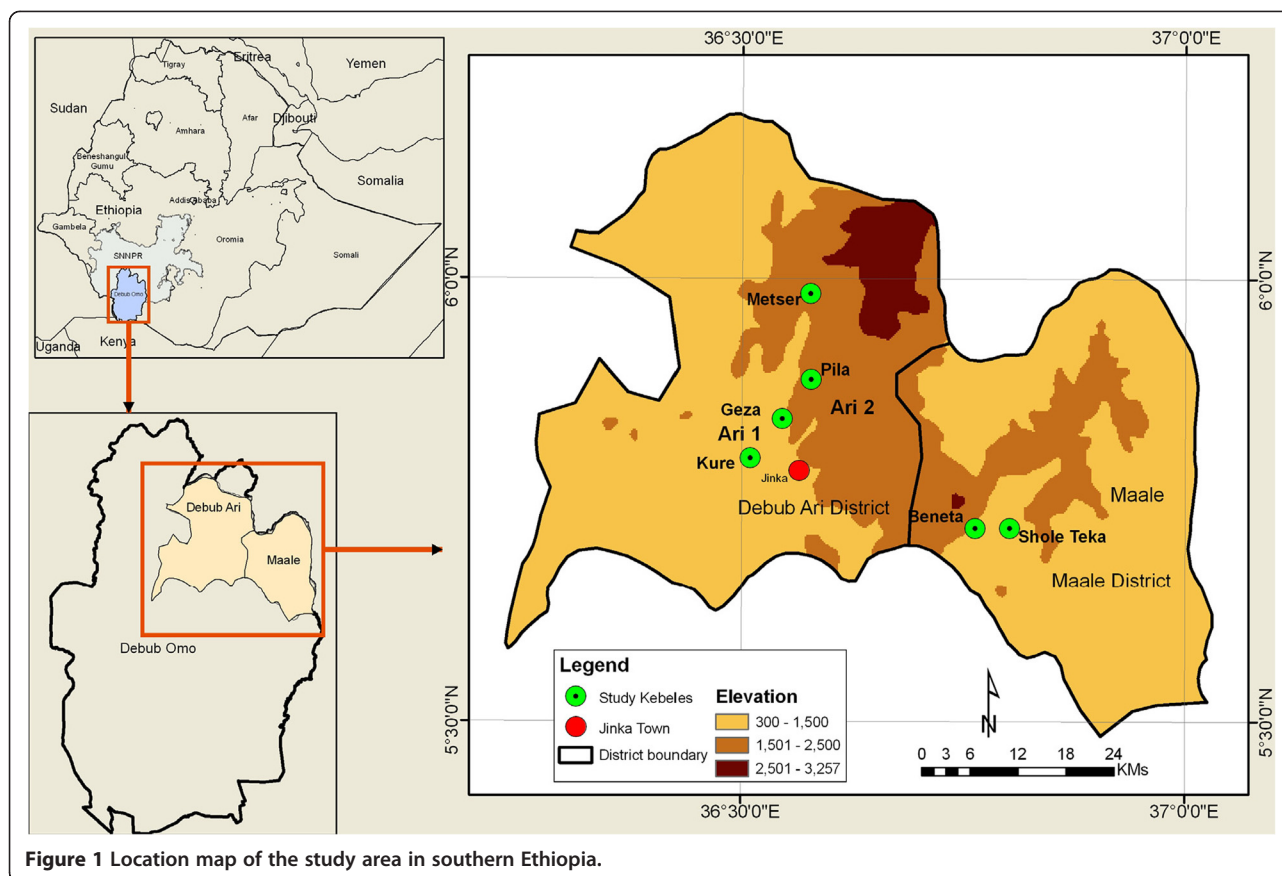 Eritrea
Tigray
Yemen
Sudan
Afar
Djibouti
Amhara
Beneshangul
Gumu
Somalia
Addis Ababa
Ethiopia
Gambela
Oromia
SNNPR
Somali
Debub Omo
Uganda
Kenya
Debub Ari
Maale
Debub Omo
36°30'0"E
37°0'0"E
6°0'0"N
6°0'0"N
Metser
Pila
Geza
Ari 2
Ari 1
Kure
Jinka
Debub Ari District
Maale
Beneta
Shole Teka
Maale District
Legend
Study Kebeles
Jinka Town
District boundary
Elevation
300 - 1,500
1,501 - 2,500
2,501 - 3,257
N
0 3 6 12 18 24
KMs
5°30'0"N
5°30'0"N
36°30'0"E
37°0'0"E
Figure 1 Location map of the study area in southern Ethiopia.